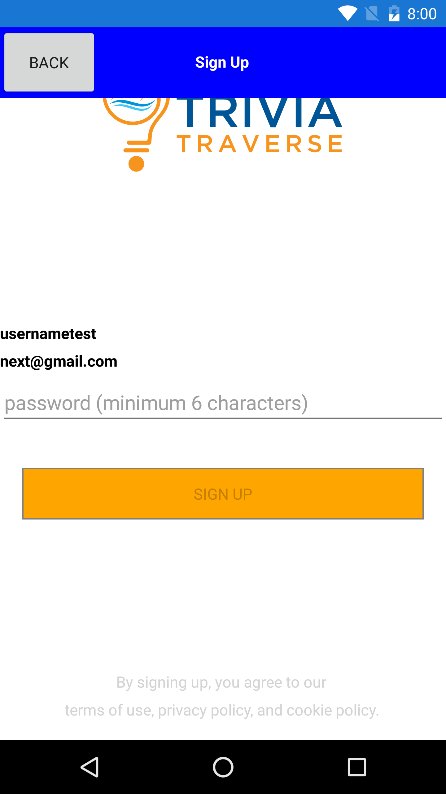 8:00
BACK
Sign Up
TRIVIA
TRAVERSE
usernametest
next@gmail.com
password (minimum 6 characters)
SIGN UP
By signing up, you agree to our
terms of use, privacy policy, and cookie policy.